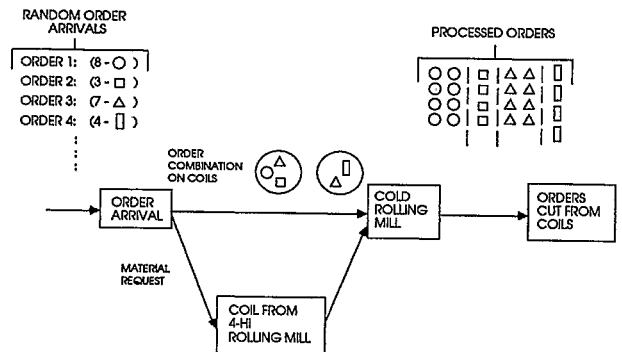 RANDOM ORDER
ARRIVALS
ORDER 1: (8 - ○ )
ORDER 2: (3 - □ )
ORDER 3: (7 - △ )
ORDER 4: (4 - ▯ )
PROCESSED ORDERS
ORDER
COMBINATION
ON COILS
ORDER
ARRIVAL
COLD
ROLLING
MILL
ORDERS
CUT FROM
COILS
MATERIAL
REQUEST
COIL FROM
4-HI
ROLLING MILL